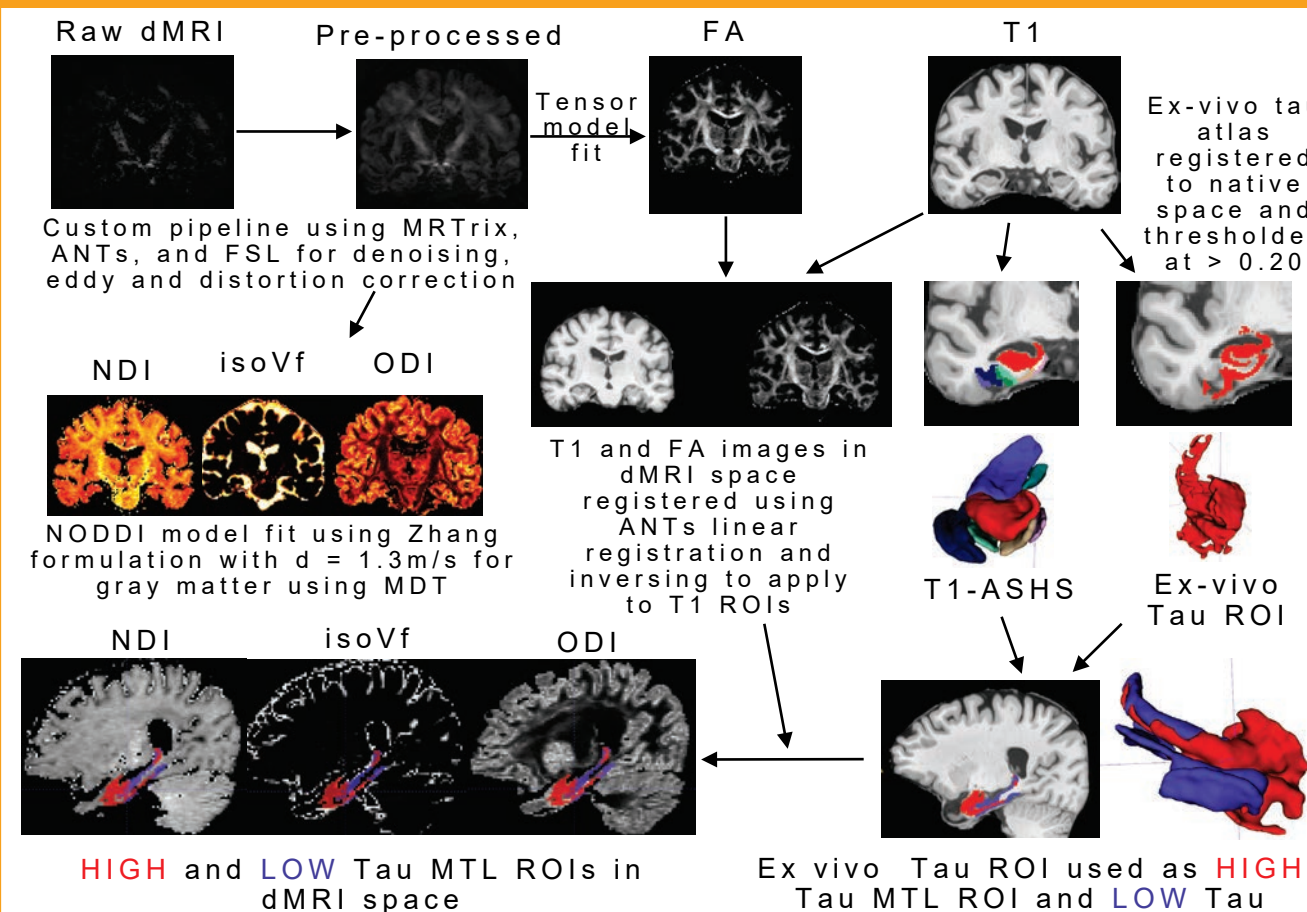 Raw dMRI
Pre-processed
FA
T1
Tensor
model
fit
Ex-vivo tau
atlas
registered
to native
space and
thresholded
at > 0.20
Custom pipeline using MRTrix,
ANTs, and FSL for denoising,
eddy and distortion correction
NDI
isoVf
ODI
NODDI model fit using Zhang
formulation with d = 1.3m/s for
gray matter using MDT
T1 and FA images in
dMRI space
registered using
ANTs linear
registration and
inversing to apply
to T1 ROIs
T1-ASHS
Ex-vivo
Tau ROI
NDI
isoVf
ODI
HIGH and LOW Tau MTL ROIs in
dMRI space
Ex vivo Tau ROI used as HIGH
Tau MTL ROI and LOW Tau